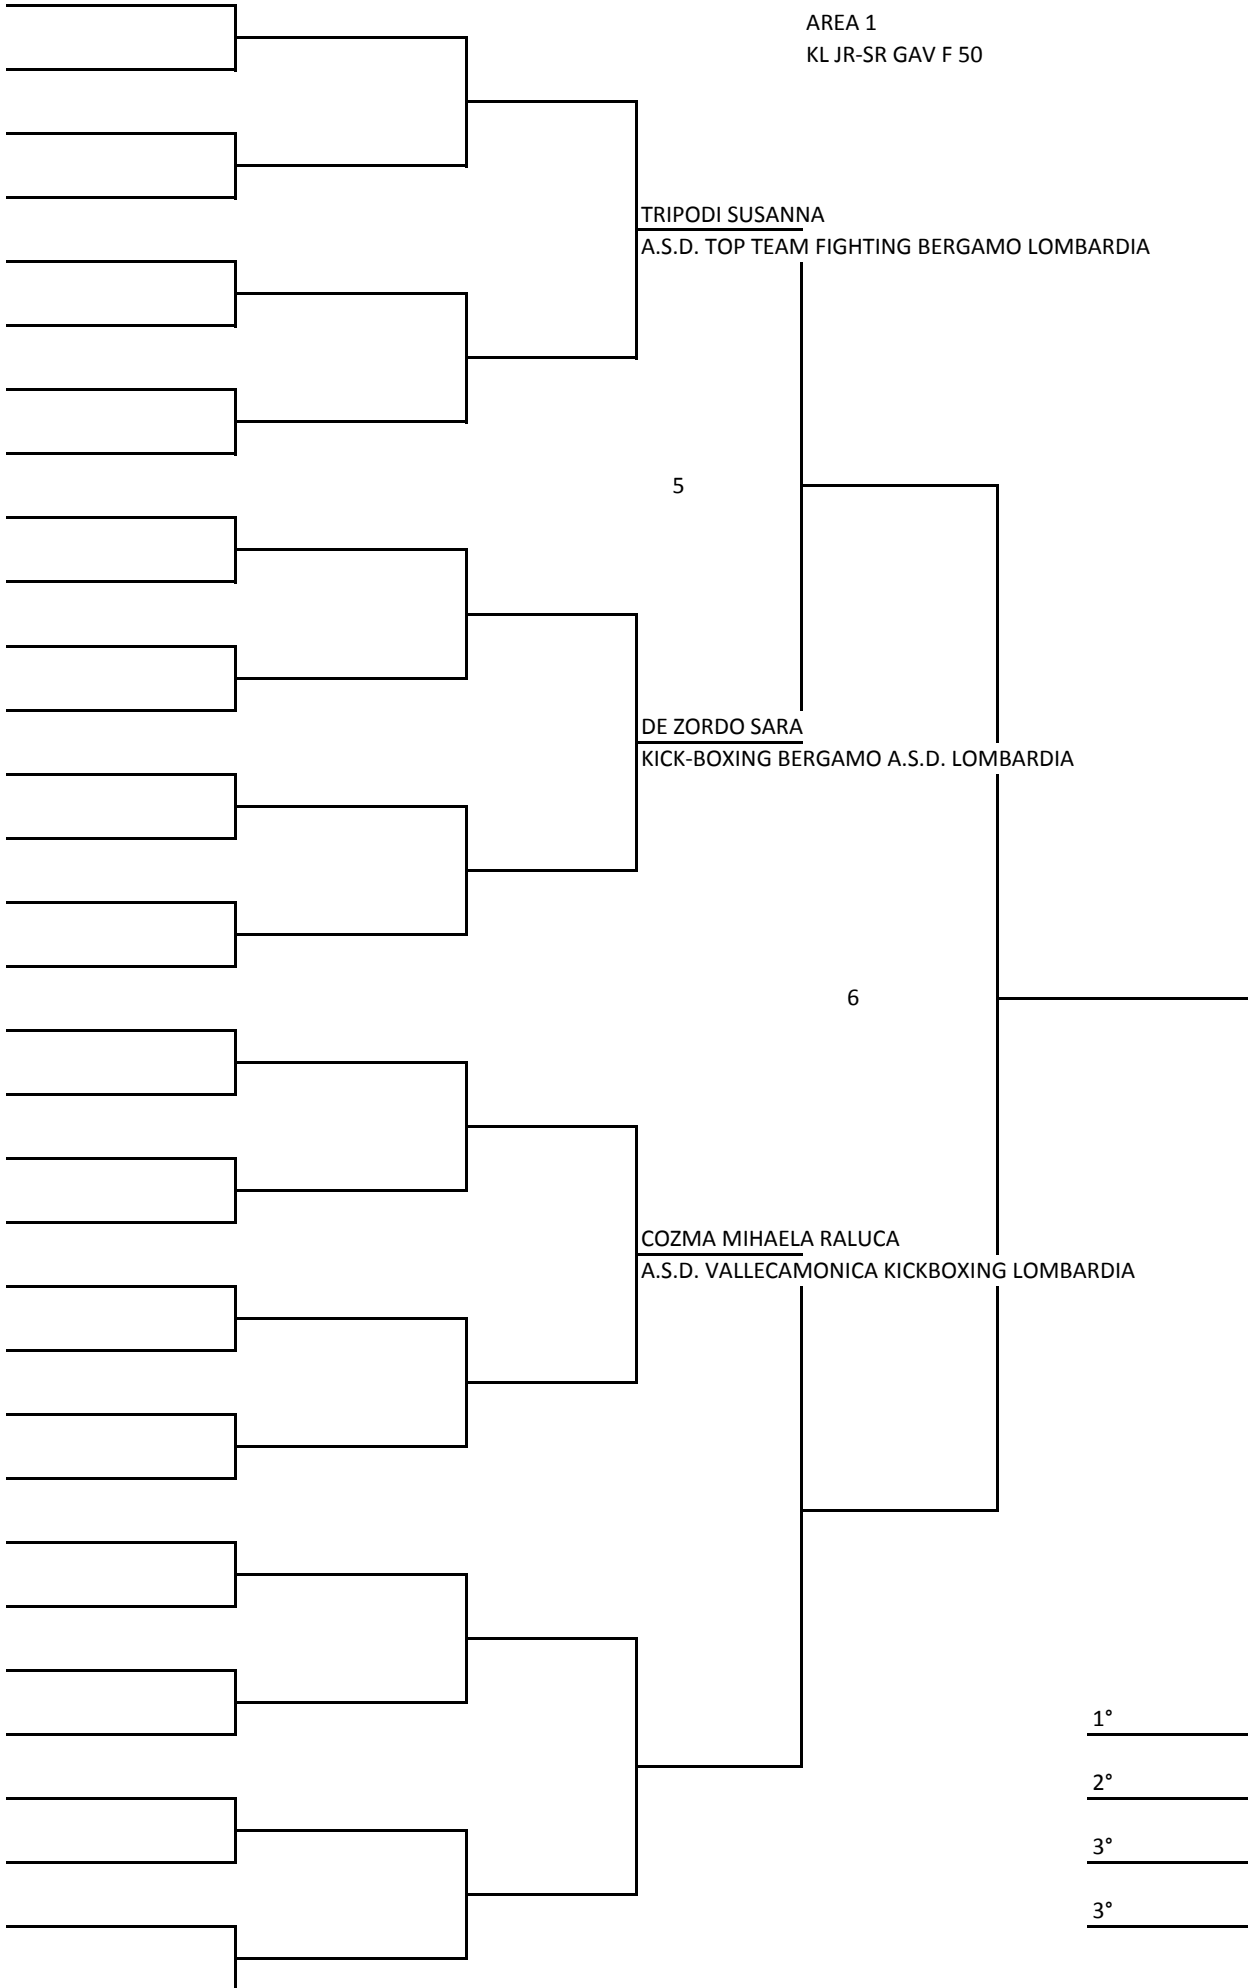 AREA 1
KL JR-SR GAV F 50
TRIPODI SUSANNA
A.S.D. TOP TEAM FIGHTING BERGAMO LOMBARDIA
5
DE ZORDO SARA
KICK-BOXING BERGAMO A.S.D. LOMBARDIA
6
COZMA MIHAELA RALUCA
A.S.D. VALLECAMONICA KICKBOXING LOMBARDIA
1°
2°
3°
3°